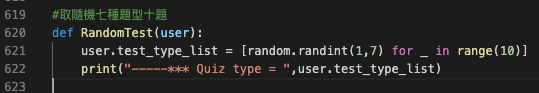 619 #取隨機七種題型十題
620 def RandomTest(user):
621 user.test_type_list = [random.randint(1,7) for _ in range(10)]
622 print("-----*** Quiz type = ",user.test_type_list)
623